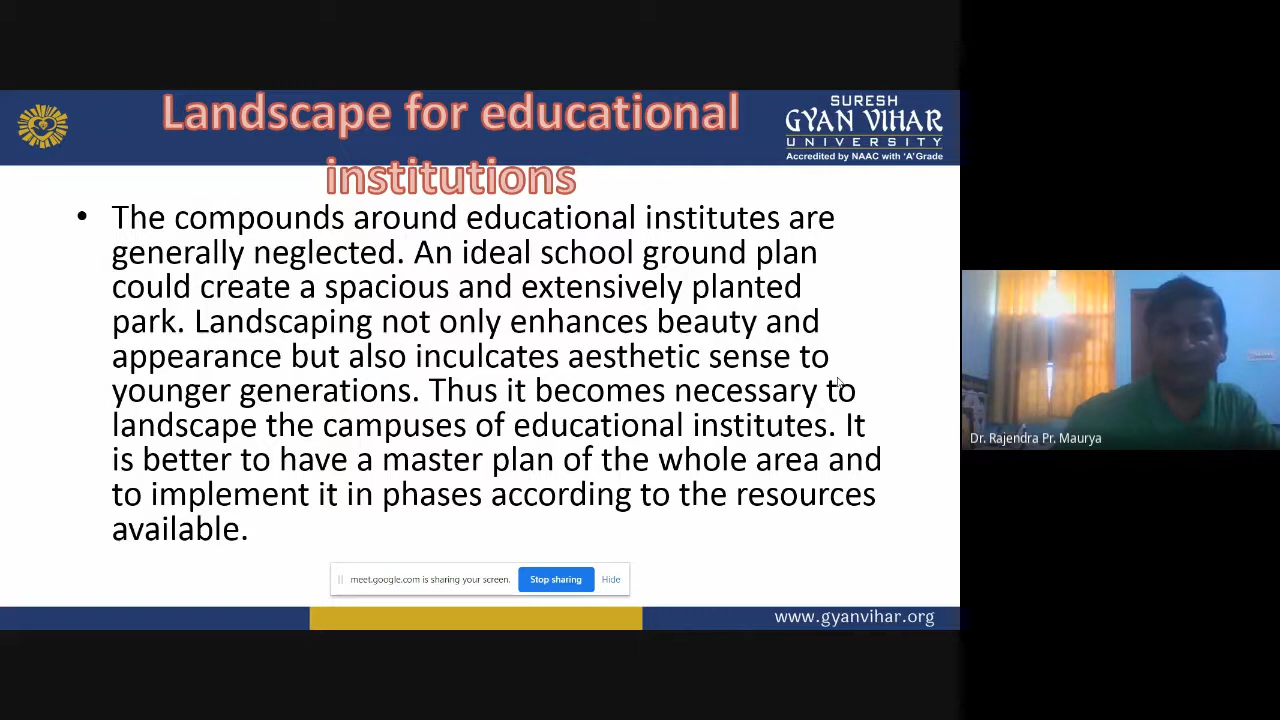 Landscape for educational
institutions
SURESH
GYAN VIHAR
UNIVERSITY
Accredited by NAAC with 'A' Grade
• The compounds around educational institutes are
generally neglected. An ideal school ground plan
could create a spacious and extensively planted
park. Landscaping not only enhances beauty and
appearance but also inculcates aesthetic sense to
younger generations. Thus it becomes necessary to
landscape the campuses of educational institutes. It
is better to have a master plan of the whole area and
to implement it in phases according to the resources
available.
meet.google.com is sharing your screen. Stop sharing Hide
www.gyanvihar.org
Dr. Rajendra Pr. Maurya